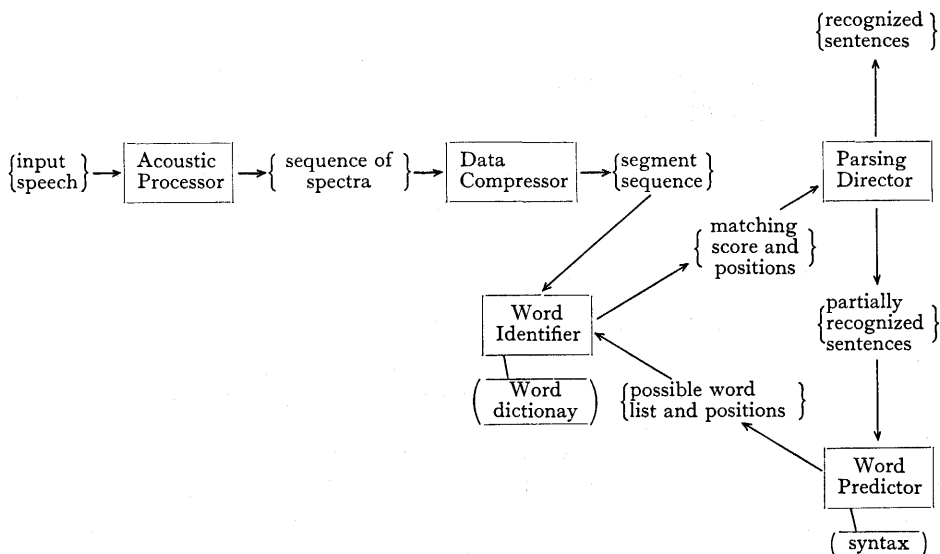 {recognized
sentences}
{input
speech}
Acoustic
Processor
{sequence of
spectra}
Data
Compressor
{segment
sequence}
Parsing
Director
{matching
score and
positions}
Word
Identifier
{partially
recognized
sentences}
(Word
dictionay)
{possible word
list and positions}
Word
Predictor
(syntax)